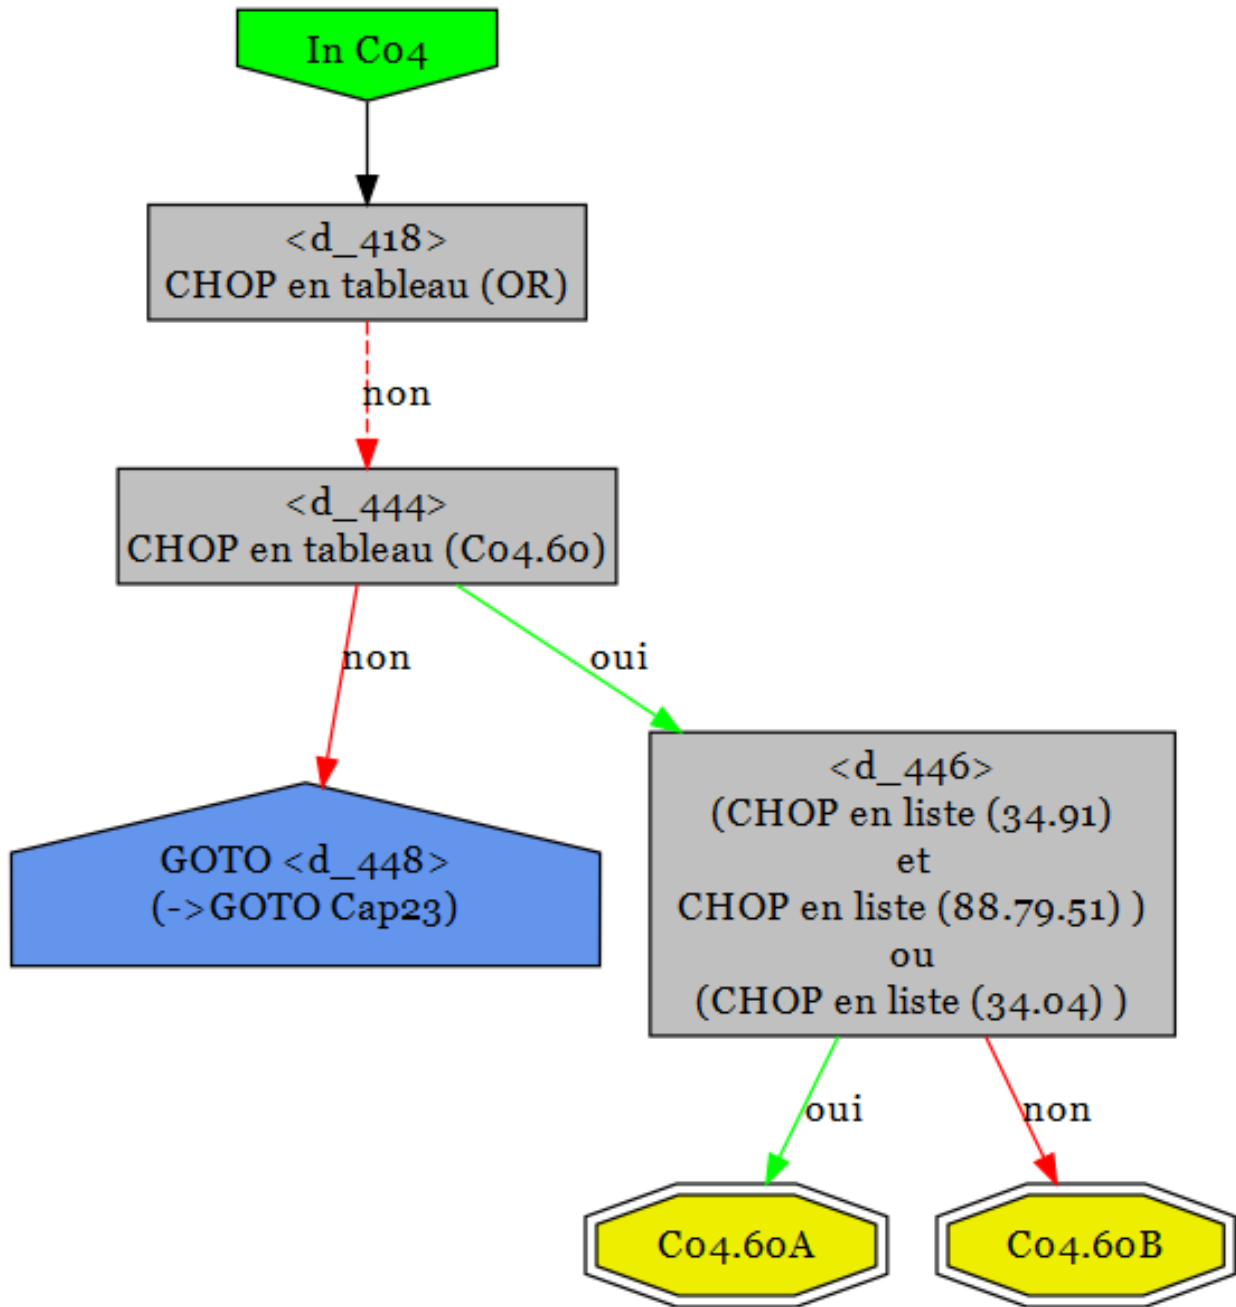 In C04
<d_418>
CHOP en tableau (OR)
non
<d_444>
CHOP en tableau (C04.60)
non
oui
<d_446>
(CHOP en liste (34.91)
et
CHOP en liste (88.79.51) )
ou
(CHOP en liste (34.04) )
GOTO <d_448>
(->GOTO Cap23)
oui
non
C04.60A
C04.60B